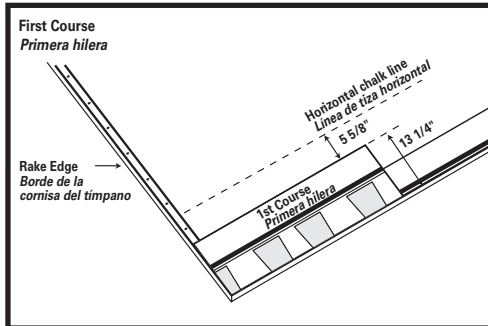 First Course
Primera hilera
Horizontal chalk line
Línea de tiza horizontal
5 5/8"
13 1/4"
Rake Edge
Borde de la
cornisa del tímpano
1st Course
Primera hilera